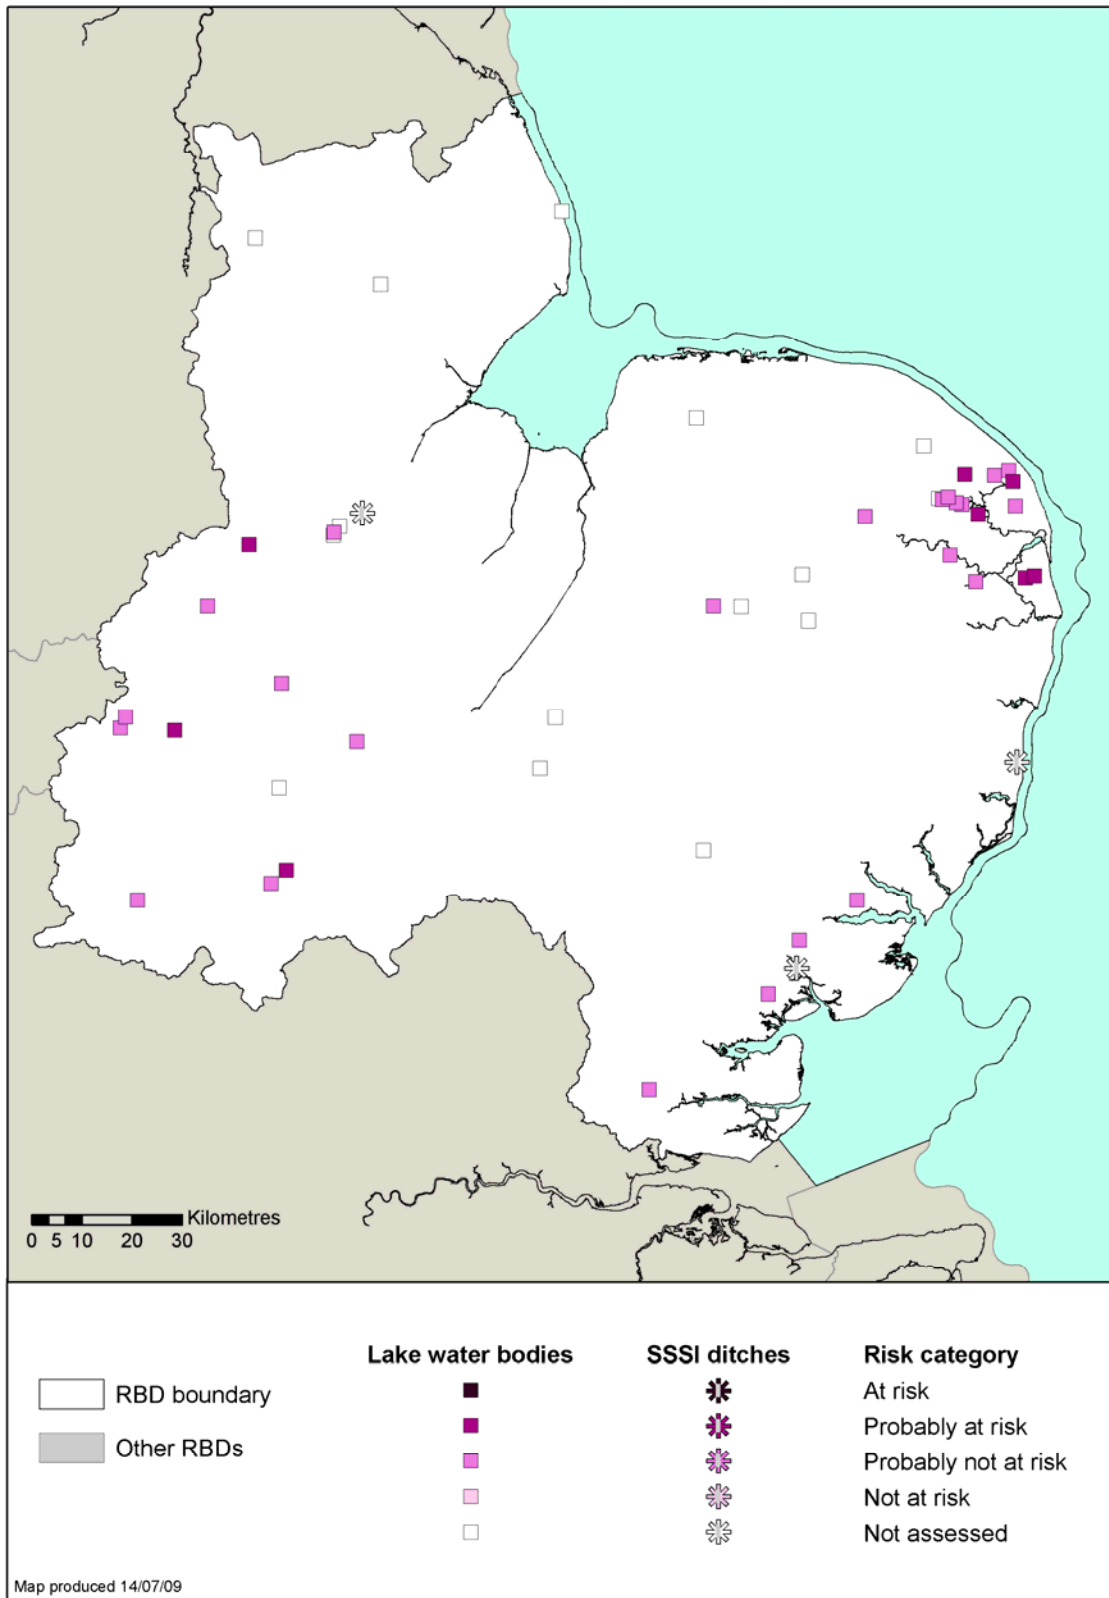 Kilometres
0 5 10 20 30
Lake water bodies SSSI ditches Risk category
RBD boundary
Other RBDs
At risk
Probably at risk
Probably not at risk
Not at risk
Not assessed
Map produced 14/07/09